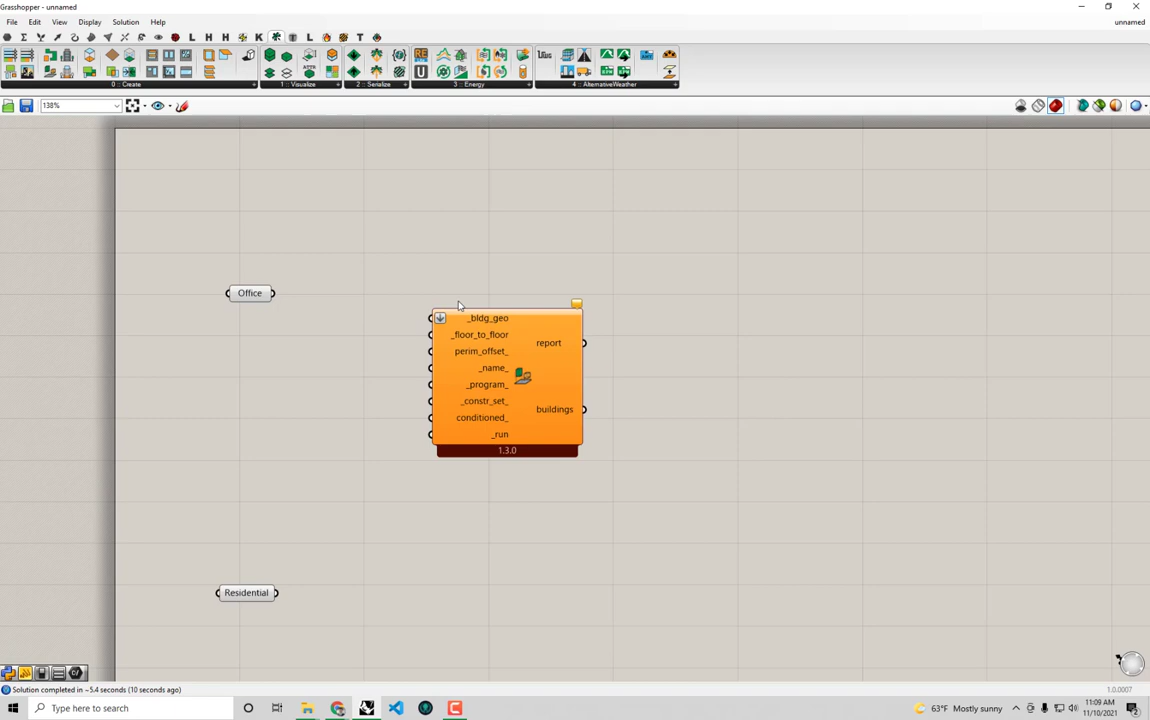 Grasshopper - unnamed
File Edit View Display Solution Help unnamed
0 :: Create 1 :: Visualize 2 :: Serialize 3 :: Energy 4 :: AlternativeWeather
138%
Office
_bldg_geo
_floor_to_floor
report
perim_offset_
_name_
_program_
_constr_set_
buildings
conditioned_
_run
1.3.0
Residential
Solution completed in ~5.4 seconds (10 seconds ago) 1.0.0007
Type here to search
63°F Mostly sunny
11:09 AM
11/10/2021